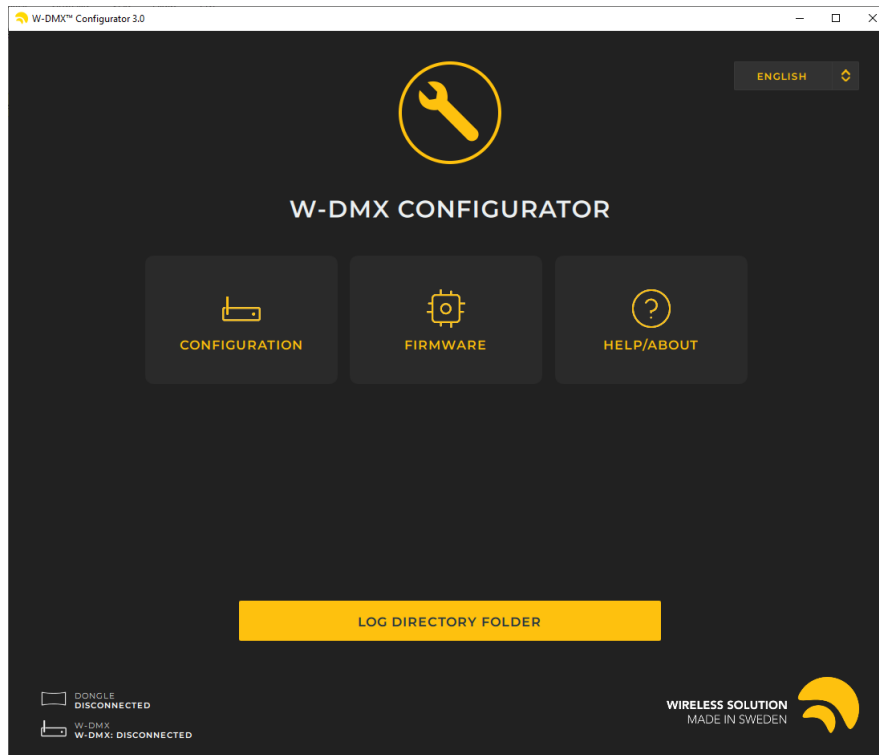 W-DMX™ Configurator 3.0
ENGLISH
W-DMX CONFIGURATOR
CONFIGURATION
FIRMWARE
HELP/ABOUT
LOG DIRECTORY FOLDER
DONGLE
DISCONNECTED
W-DMX
W-DMX: DISCONNECTED
WIRELESS SOLUTION
MADE IN SWEDEN